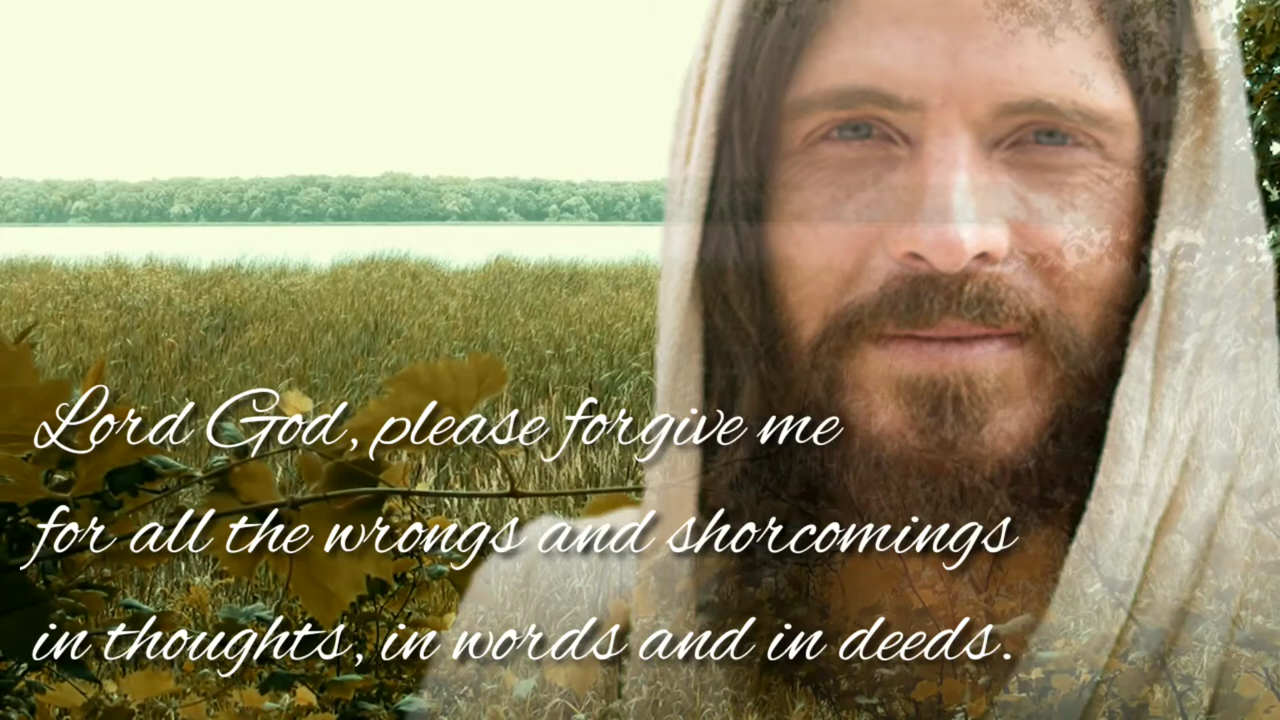 Lord God, please forgive me
for all the wrongs and shorcomings
in thoughts, in words and in deeds.